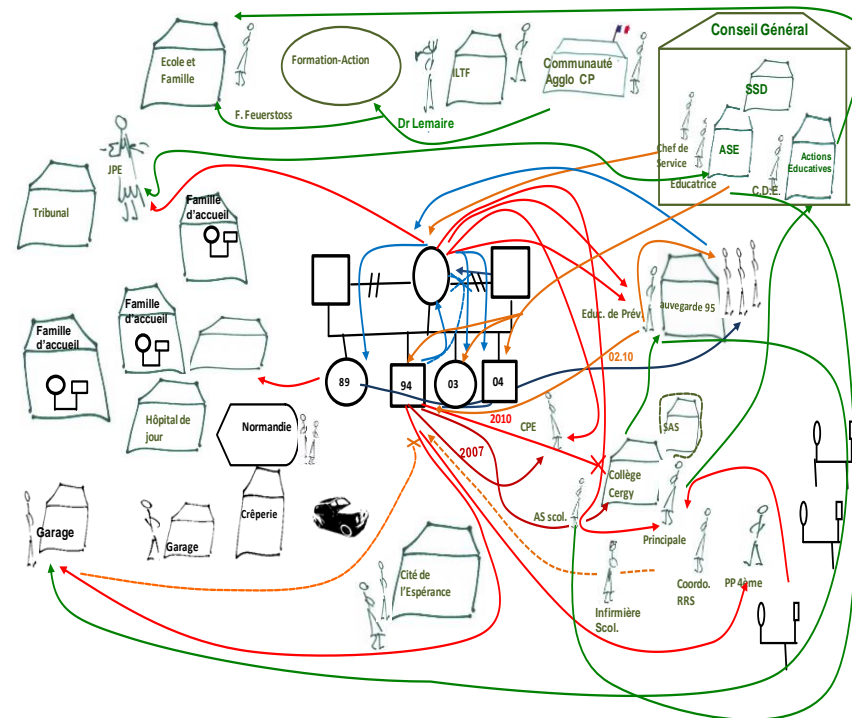 Conseil Général
Ecole et
Famille
Formation-Action
ILTF
Communauté
Agglo CP
SSD
F. Feuerstoss
Dr Lemaire
Chef de
Service
ASE
Actions
Educatives
Educatrice
C.D.E.
JPE
Tribunal
Famille
d'accueil
Famille
d'accueil
Famille
d'accueil
Educ. de Prév.
auvegarde 95
02.10
89
94
03
04
Hôpital de
jour
Normandie
2010
CPE
SAS
2007
Collège
Cergy
AS scol.
Principale
Garage
Garage
Crêperie
Cité de
l'Espérance
Infirmière
Scol.
Coordo.
RRS
PP 4ème